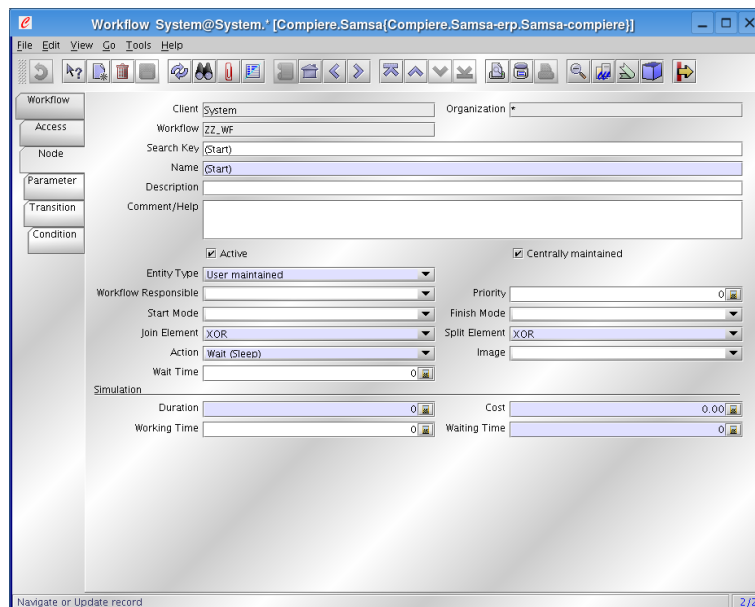 Workflow System@System.* [Compiere.Samsa{Compiere.Samsa-erp.Samsa-compiere}]
File Edit View Go Tools Help
Workflow
Access
Node
Parameter
Transition
Condition
Client System Organization *
Workflow ZZ_WF
Search Key (Start)
Name (Start)
Description
Comment/Help
Active Centrally maintained
Entity Type User maintained
Workflow Responsible Priority 0
Start Mode Finish Mode
Join Element XOR Split Element XOR
Action Wait (Sleep) Image
Wait Time 0
Simulation
Duration 0 Cost 0.00
Working Time 0 Waiting Time 0
Navigate or Update record 2/2